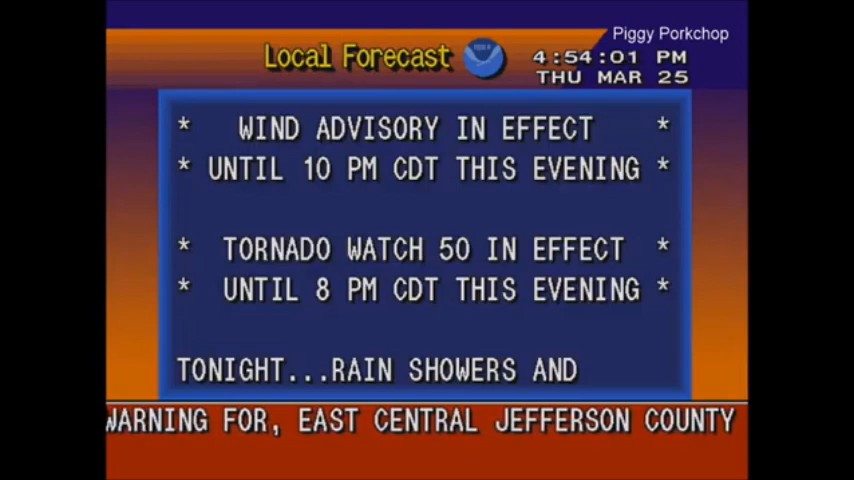 Piggy Porkchop
Local Forecast
4:54:01 PM
THU MAR 25
* WIND ADVISORY IN EFFECT *
* UNTIL 10 PM CDT THIS EVENING *
* TORNADO WATCH 50 IN EFFECT *
* UNTIL 8 PM CDT THIS EVENING *
TONIGHT...RAIN SHOWERS AND
WARNING FOR, EAST CENTRAL JEFFERSON COUNTY